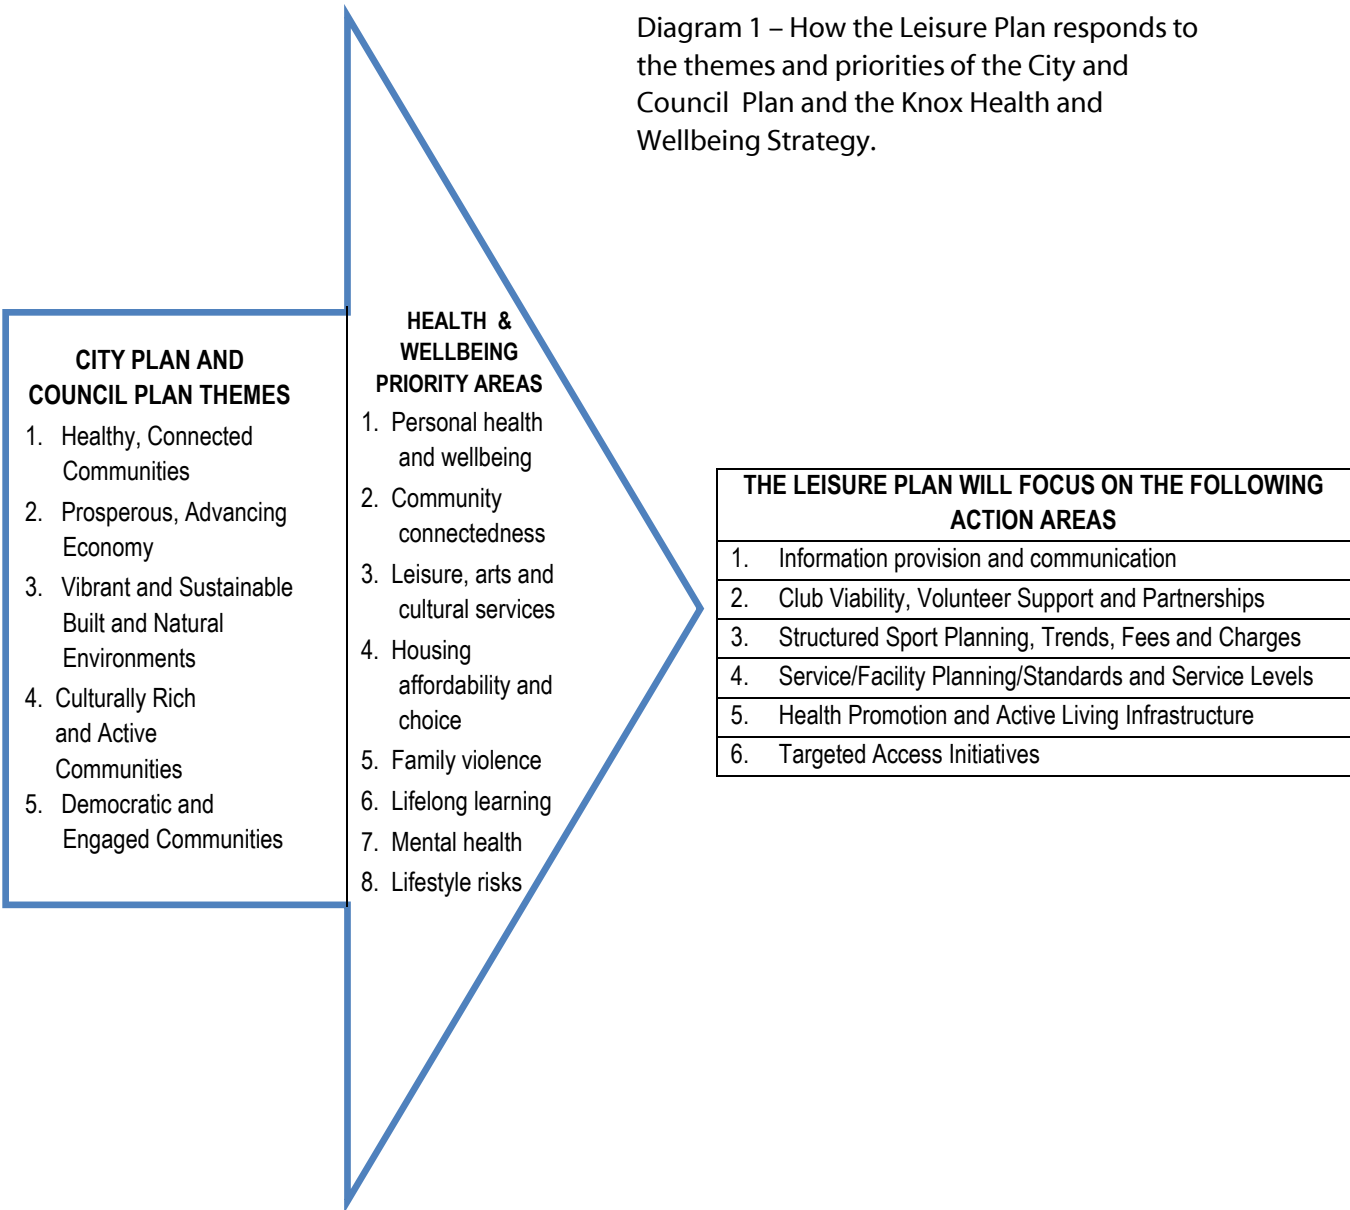 Diagram 1 – How the Leisure Plan responds to
the themes and priorities of the City and
Council Plan and the Knox Health and
Wellbeing Strategy.
CITY PLAN AND
COUNCIL PLAN THEMES
1. Healthy, Connected
Communities
2. Prosperous, Advancing
Economy
3. Vibrant and Sustainable
Built and Natural
Environments
4. Culturally Rich
and Active
Communities
5. Democratic and
Engaged Communities
HEALTH &
WELLBEING
PRIORITY AREAS
1. Personal health
and wellbeing
2. Community
connectedness
3. Leisure, arts and
cultural services
4. Housing
affordability and
choice
5. Family violence
6. Lifelong learning
7. Mental health
8. Lifestyle risks
THE LEISURE PLAN WILL FOCUS ON THE FOLLOWING
ACTION AREAS
1. Information provision and communication
2. Club Viability, Volunteer Support and Partnerships
3. Structured Sport Planning, Trends, Fees and Charges
4. Service/Facility Planning/Standards and Service Levels
5. Health Promotion and Active Living Infrastructure
6. Targeted Access Initiatives